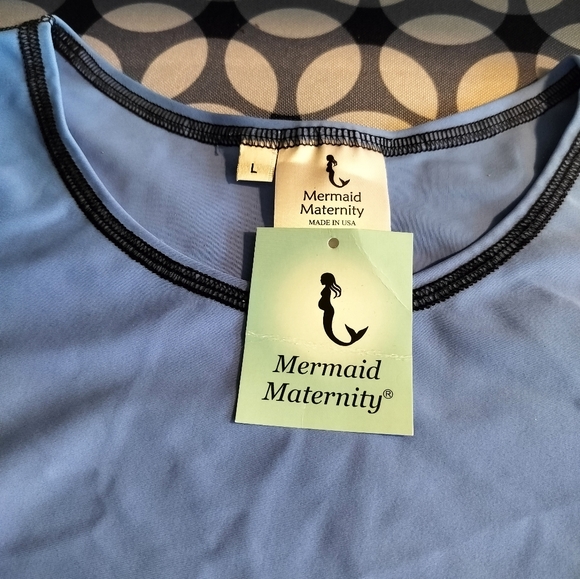 L
Mermaid
Maternity
MADE IN USA
Mermaid
Maternity®